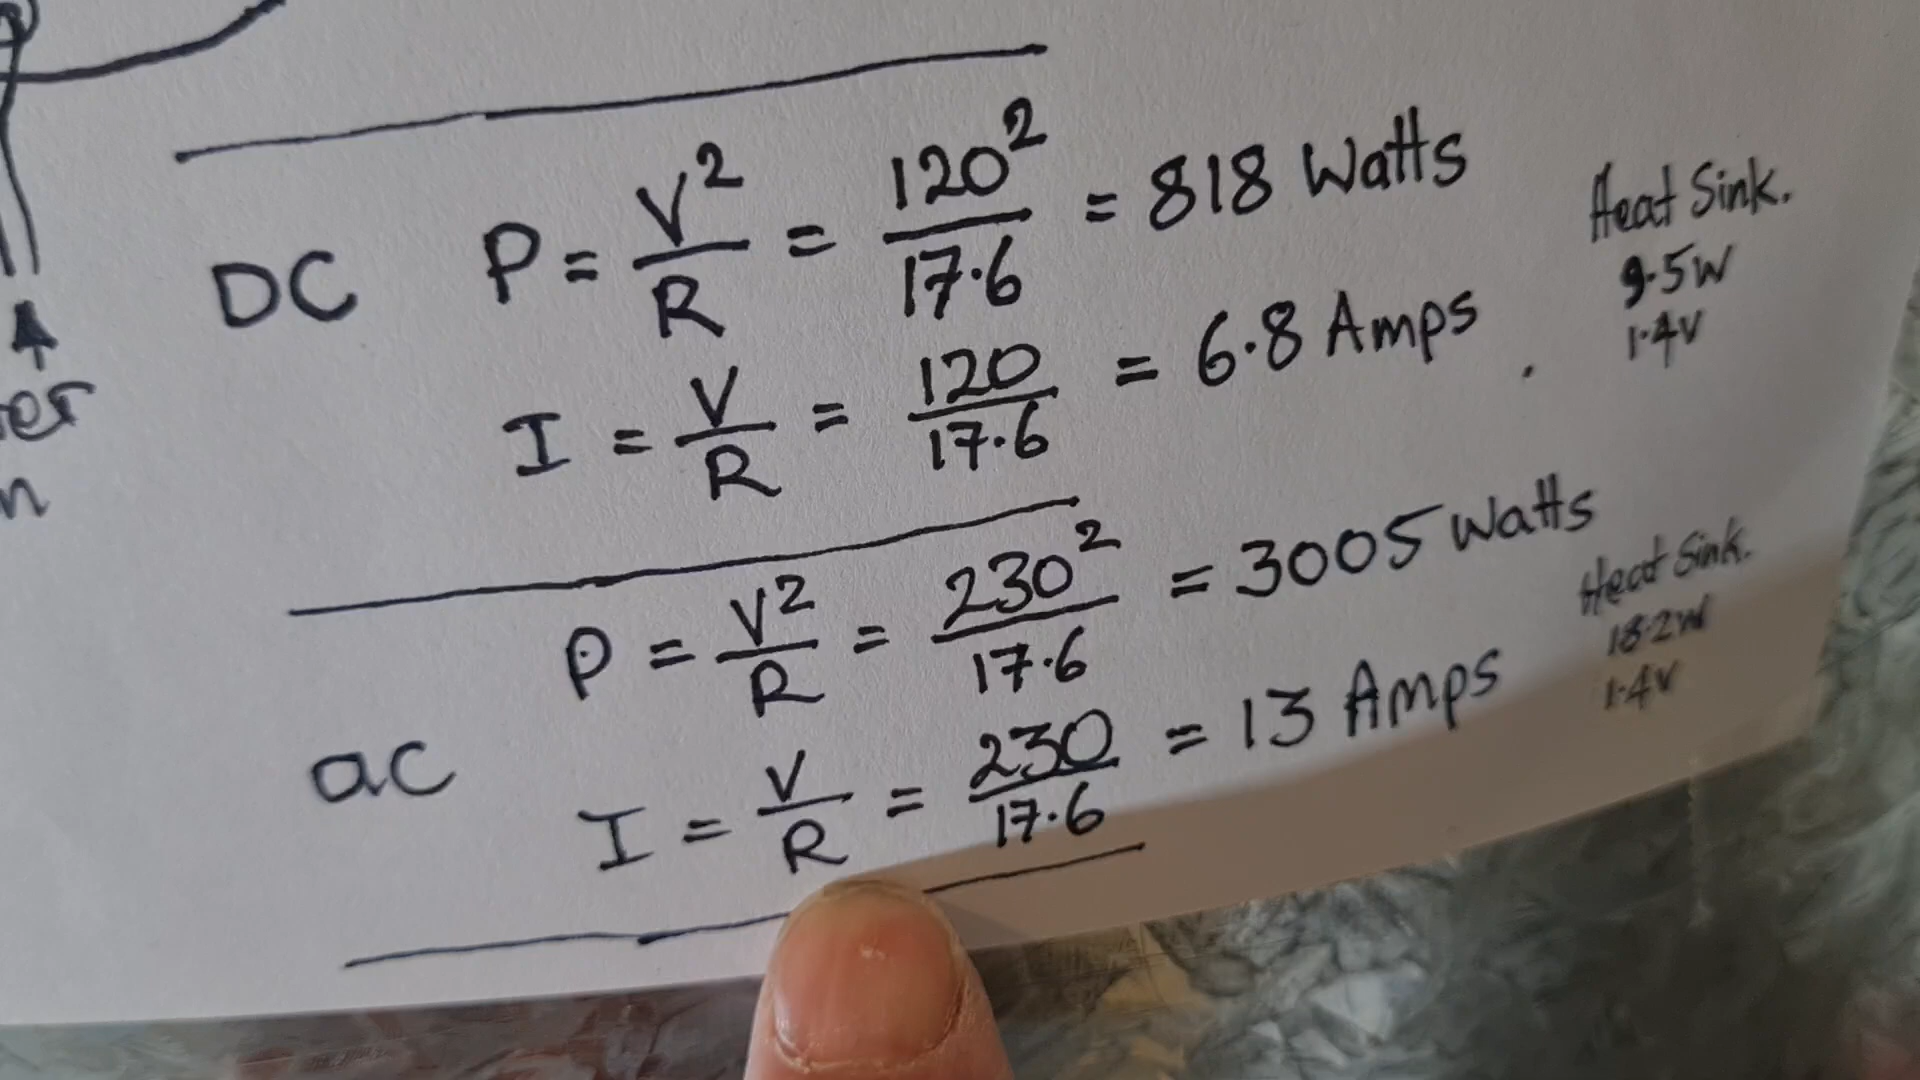 DC P = V²/R = 120²/17.6 = 818 Watts
I = V/R = 120/17.6 = 6.8 Amps
Heat Sink.
9.5W
1.4V
ac P = V²/R = 230²/17.6 = 3005 Watts
I = V/R = 230/17.6 = 13 Amps
Heat Sink.
18.2W
1.4V